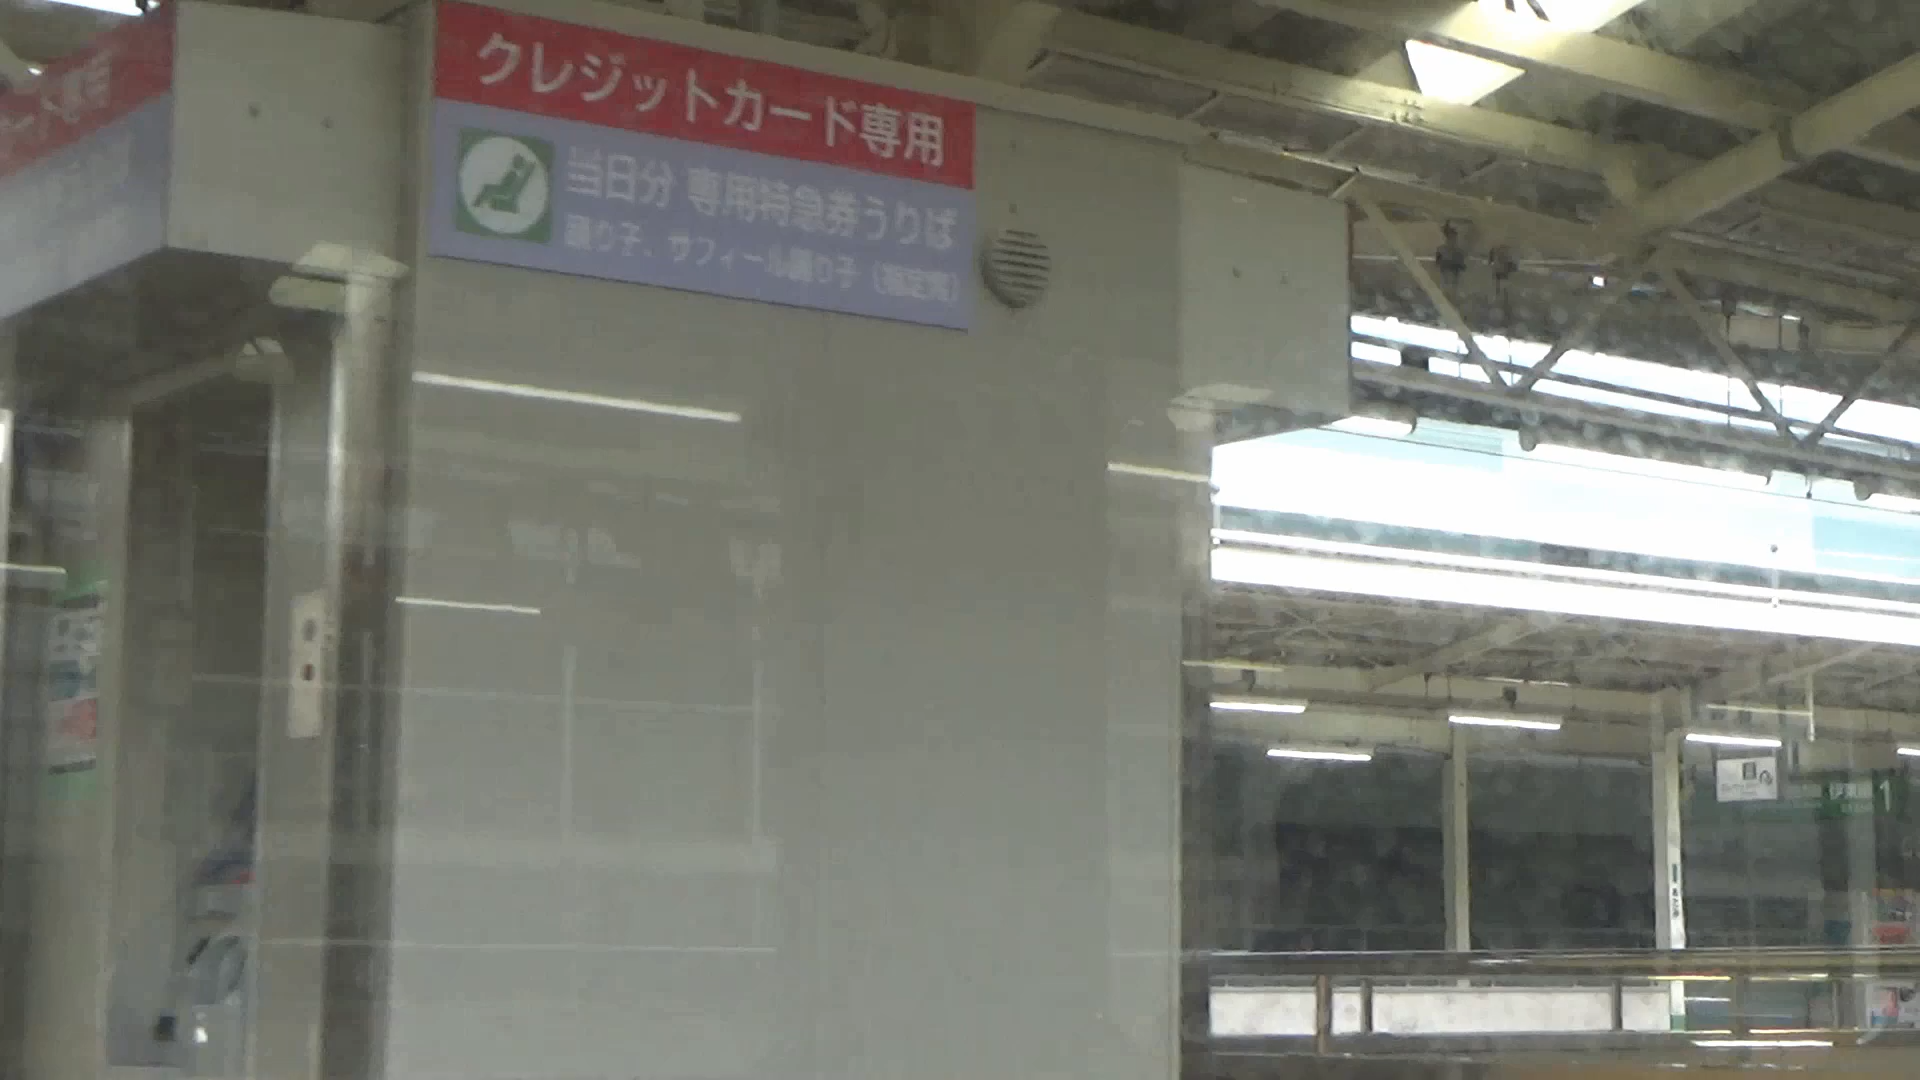 クレジットカード専用
当日分 専用特急券うりば
踊り子、サフィール踊り子（指定席）
1